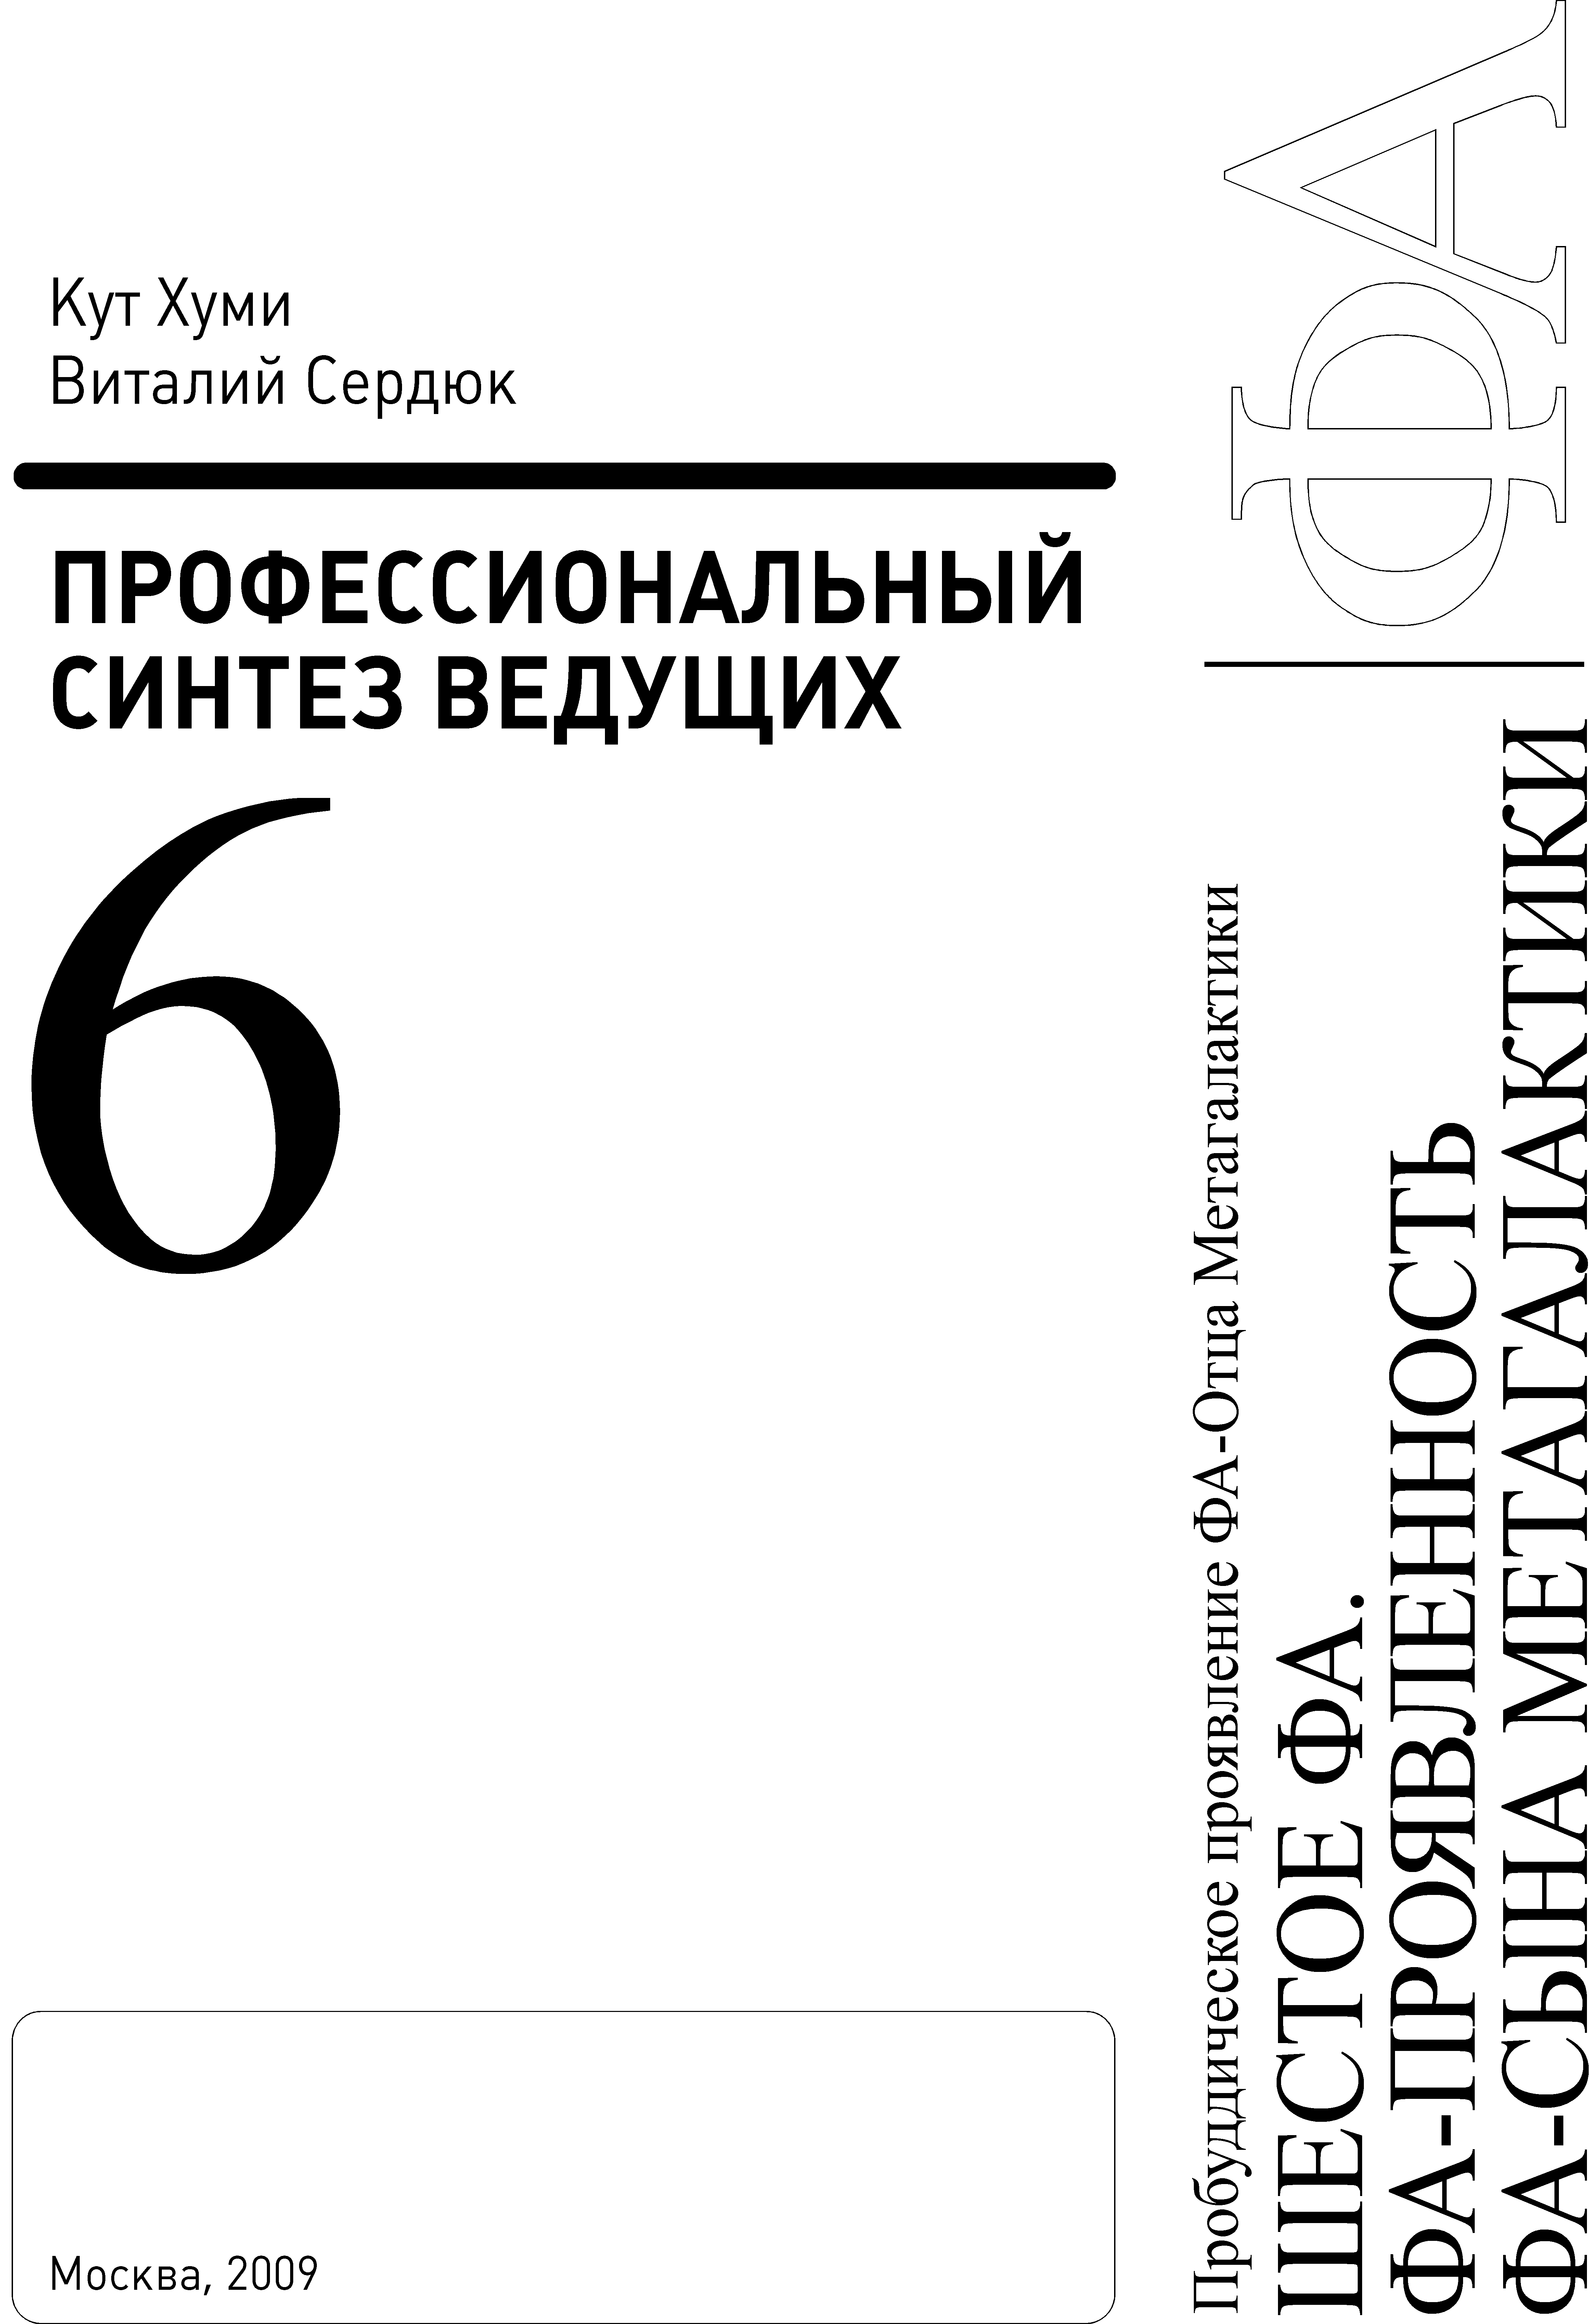 Кут Хуми
Виталий Сердюк
ПРОФЕССИОНАЛЬНЫЙ
СИНТЕЗ ВЕДУЩИХ
6
Москва, 2009
ФА
Пробуддическое проявление ФА-Отца Метагалактики
ШЕСТОЕ ФА.
ФА-ПРОЯВЛЕННОСТЬ
ФА-СЫНА МЕТАГАЛАКТИКИ